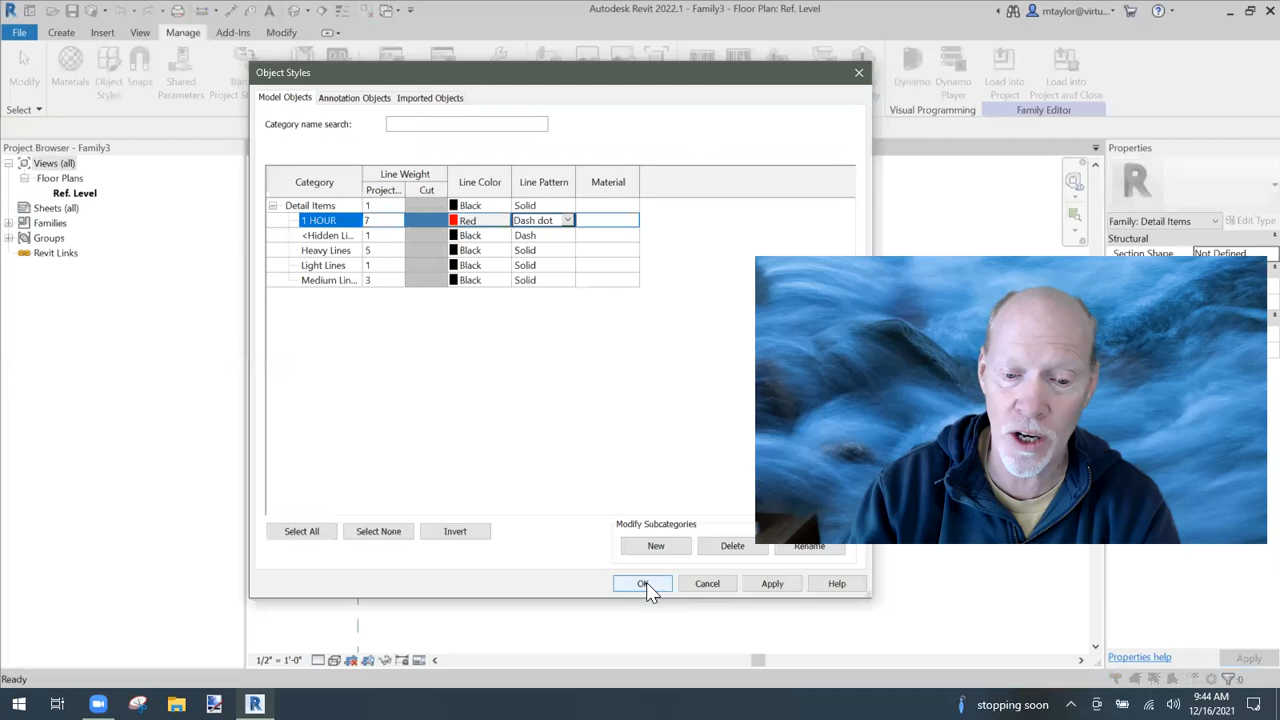 Autodesk Revit 2022.1 - Family3 - Floor Plan: Ref. Level
mtaylor@virtu...
File Create Insert View Manage Add-Ins Modify
Modify Materials Object Styles Snaps Shared Parameters Dynamo Dynamo Player Load into Project Load into Project and Close
Select Visual Programming Family Editor
Object Styles
Model Objects Annotation Objects Imported Objects
Category name search:
Category Line Weight Line Color Line Pattern Material
Project... Cut
Detail Items 1 Black Solid
1 HOUR 7 Red Dash dot
<Hidden Li... 1 Black Dash
Heavy Lines 5 Black Solid
Light Lines 1 Black Solid
Medium Lin... 3 Black Solid
Select All Select None Invert
Modify Subcategories
New Delete Rename
OK Cancel Apply Help
Project Browser - Family3
Views (all)
Floor Plans
Ref. Level
Sheets (all)
Families
Groups
Revit Links
Properties
Family: Detail Items Edit Type
Structural
Section Shape Not Defined
Properties help Apply
1/2" = 1'-0"
Ready :0
stopping soon
9:44 AM
12/16/2021